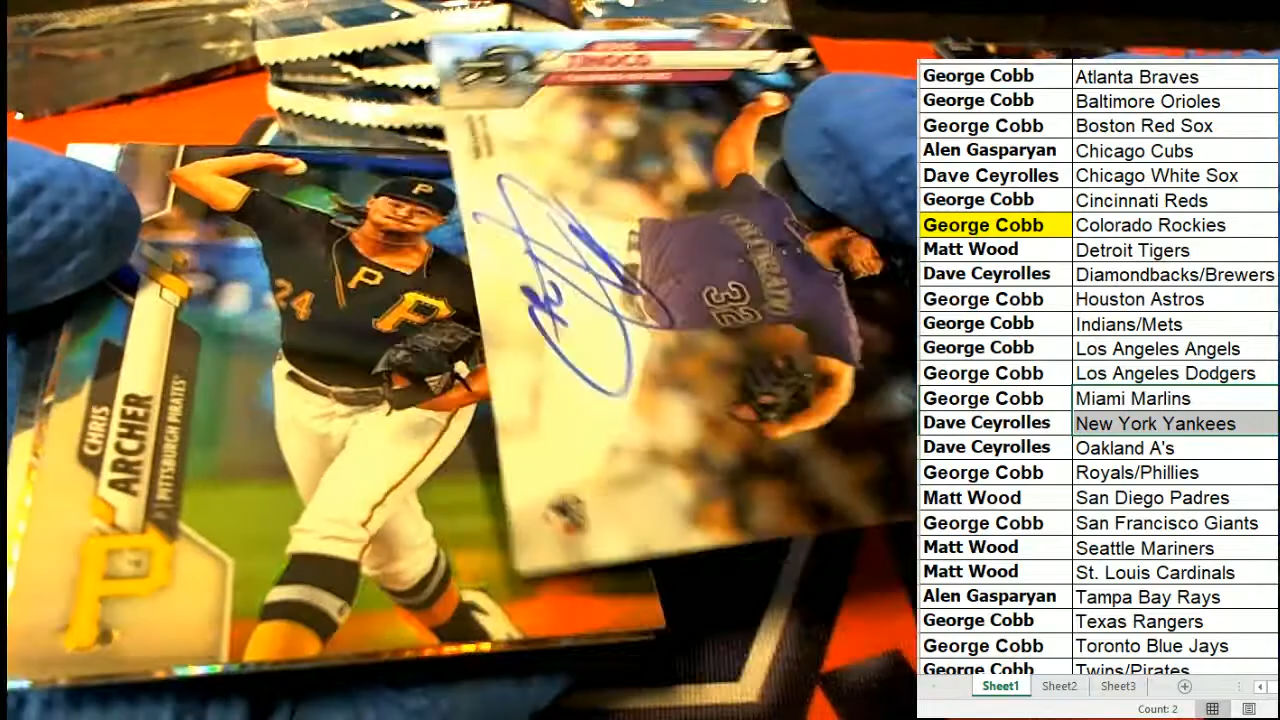 TINOCO
COLORADO
32
P
P
P
24
CHRIS
ARCHER
PITTSBURGH PIRATES
P
George Cobb Atlanta Braves
George Cobb Baltimore Orioles
George Cobb Boston Red Sox
Alen Gasparyan Chicago Cubs
Dave Ceyrolles Chicago White Sox
George Cobb Cincinnati Reds
George Cobb Colorado Rockies
Matt Wood Detroit Tigers
Dave Ceyrolles Diamondbacks/Brewers
George Cobb Houston Astros
George Cobb Indians/Mets
George Cobb Los Angeles Angels
George Cobb Los Angeles Dodgers
George Cobb Miami Marlins
Dave Ceyrolles New York Yankees
Dave Ceyrolles Oakland A's
George Cobb Royals/Phillies
Matt Wood San Diego Padres
George Cobb San Francisco Giants
Matt Wood Seattle Mariners
Matt Wood St. Louis Cardinals
Alen Gasparyan Tampa Bay Rays
George Cobb Texas Rangers
George Cobb Toronto Blue Jays
George Cobb Twins/Pirates
Sheet1 Sheet2 Sheet3
Count: 2